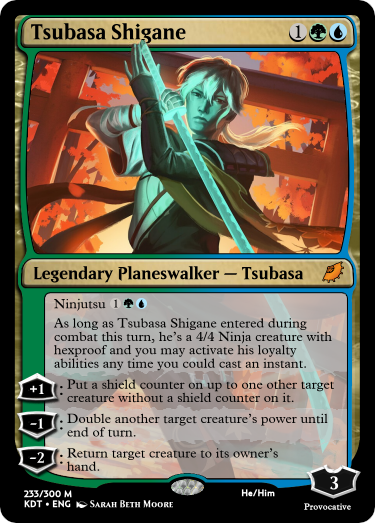 Tsubasa Shigane 1
Legendary Planeswalker — Tsubasa
Ninjutsu 1
As long as Tsubasa Shigane entered during
combat this turn, he's a 4/4 Ninja creature with
hexproof and you may activate his loyalty
abilities any time you could cast an instant.
+1: Put a shield counter on up to one other target
creature without a shield counter on it.
-1: Double another target creature's power until
end of turn.
-2: Return target creature to its owner's
hand.
3
233/300 M He/Him
KDT • ENG Sarah Beth Moore Provocative